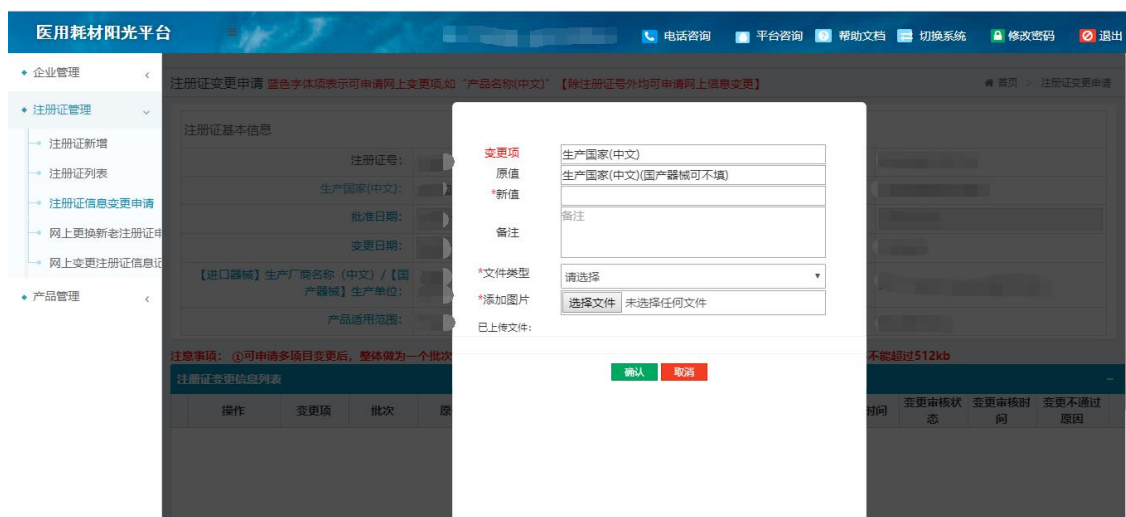 医用耗材阳光平台
电话咨询 平台咨询 帮助文档 切换系统 修改密码 退出
企业管理
注册证管理
注册证新增
注册证列表
注册证信息变更申请
网上更换新老注册证申
网上变更注册证信息记
产品管理
注册证变更申请 蓝色字体项表示可申请网上变更项,如“产品名称(中文)”【除注册证号外均可申请网上信息变更】
首页 > 注册证变更申请
注册证基本信息
注册证号:
生产国家(中文):
批准日期:
变更日期:
【进口器械】生产厂商名称(中文)/【国
产器械】生产单位:
产品适用范围:
变更项 生产国家(中文)
原值 生产国家(中文)(国产器械可不填)
*新值
备注 备注
*文件类型 请选择
*添加图片 选择文件 未选择任何文件
已上传文件:
确认 取消
注意事项: ①可申请多项目变更后,整体做为一个批次
不能超过512kb
注册证变更信息列表
操作 变更项 批次 原
时间 变更审核状态 变更审核时间 变更不通过原因